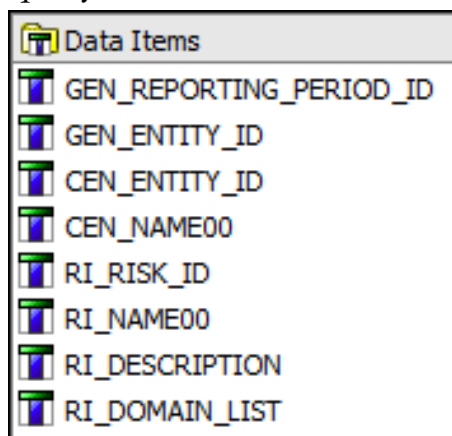 Data Items
GEN_REPORTING_PERIOD_ID
GEN_ENTITY_ID
CEN_ENTITY_ID
CEN_NAME00
RI_RISK_ID
RI_NAME00
RI_DESCRIPTION
RI_DOMAIN_LIST